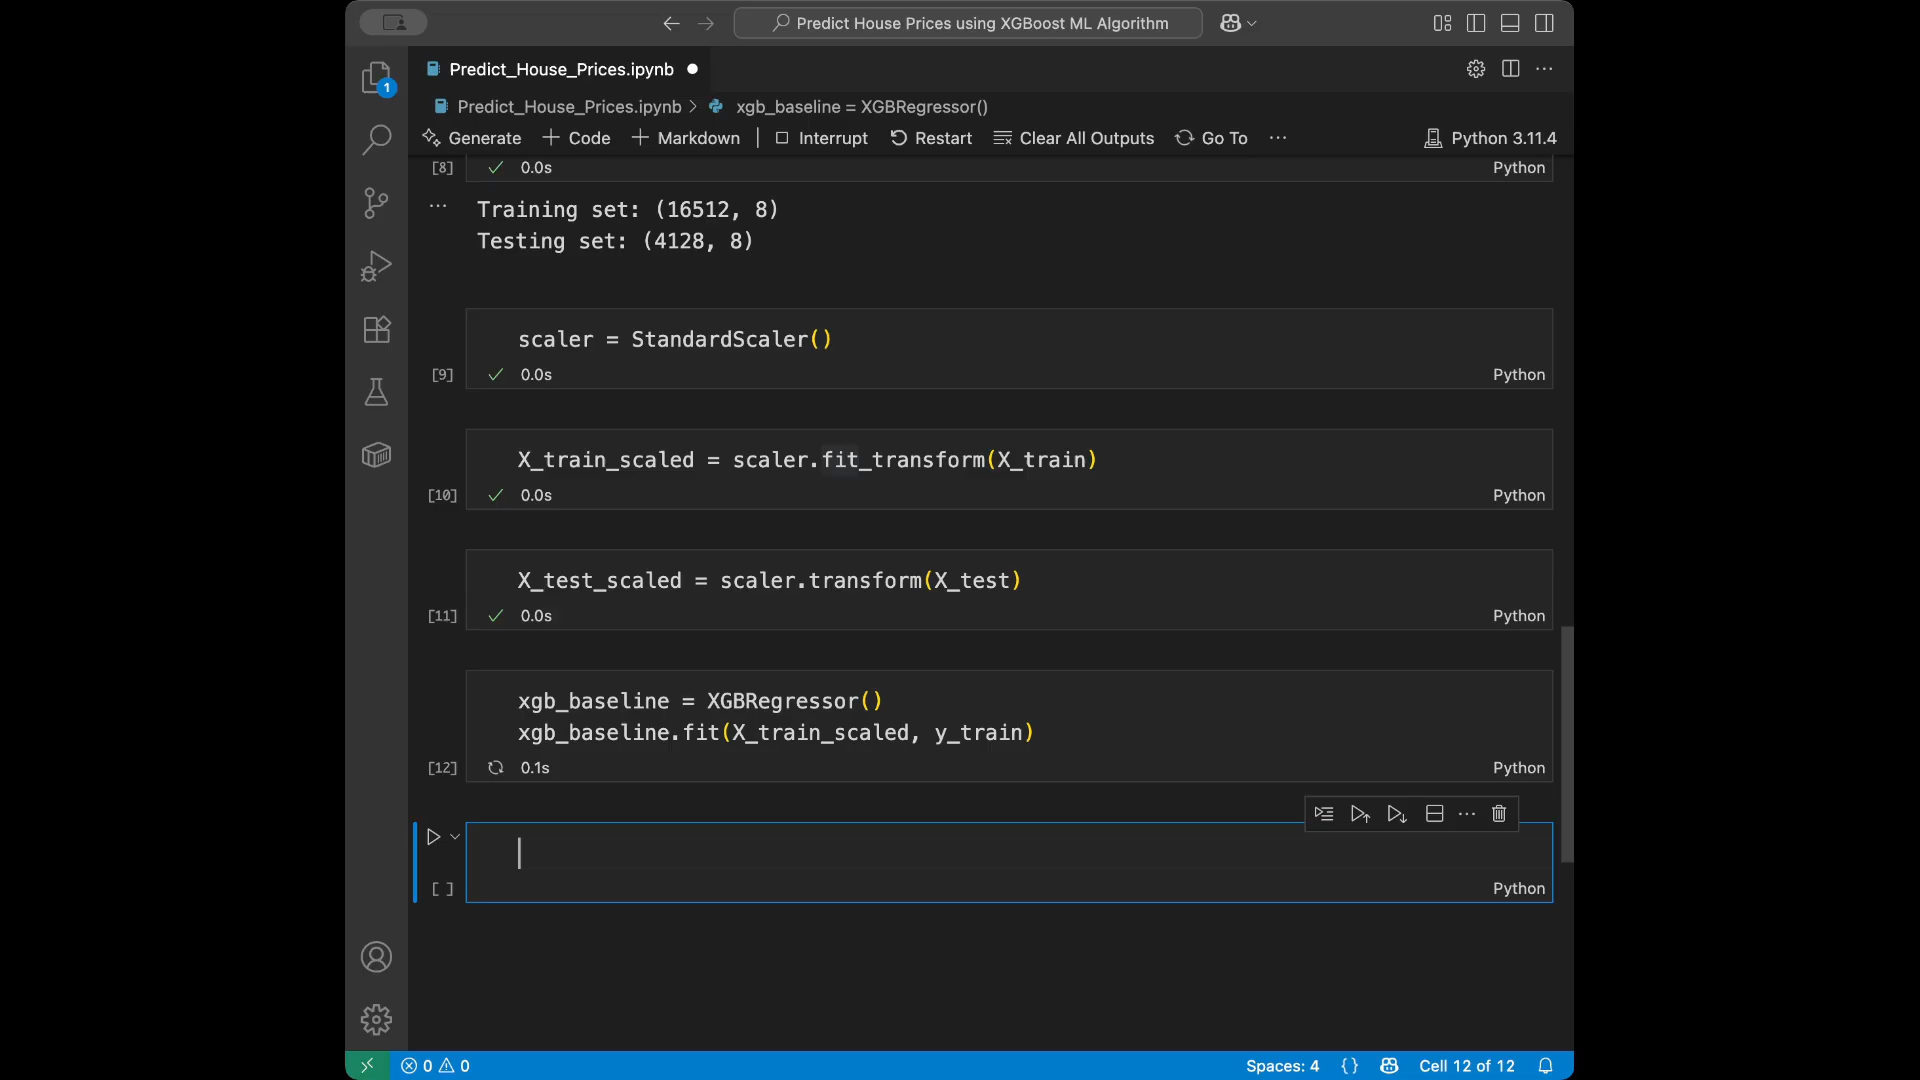 Predict House Prices using XGBoost ML Algorithm
1
Predict_House_Prices.ipynb
Predict_House_Prices.ipynb > xgb_baseline = XGBRegressor()
Generate + Code + Markdown | Interrupt Restart Clear All Outputs Go To ... Python 3.11.4
[8] 0.0s Python
... Training set: (16512, 8)
Testing set: (4128, 8)
scaler = StandardScaler()
[9] 0.0s Python
X_train_scaled = scaler.fit_transform(X_train)
[10] 0.0s Python
X_test_scaled = scaler.transform(X_test)
[11] 0.0s Python
xgb_baseline = XGBRegressor()
xgb_baseline.fit(X_train_scaled, y_train)
[12] 0.1s Python
[ ] Python
0 0 Spaces: 4 {} Cell 12 of 12